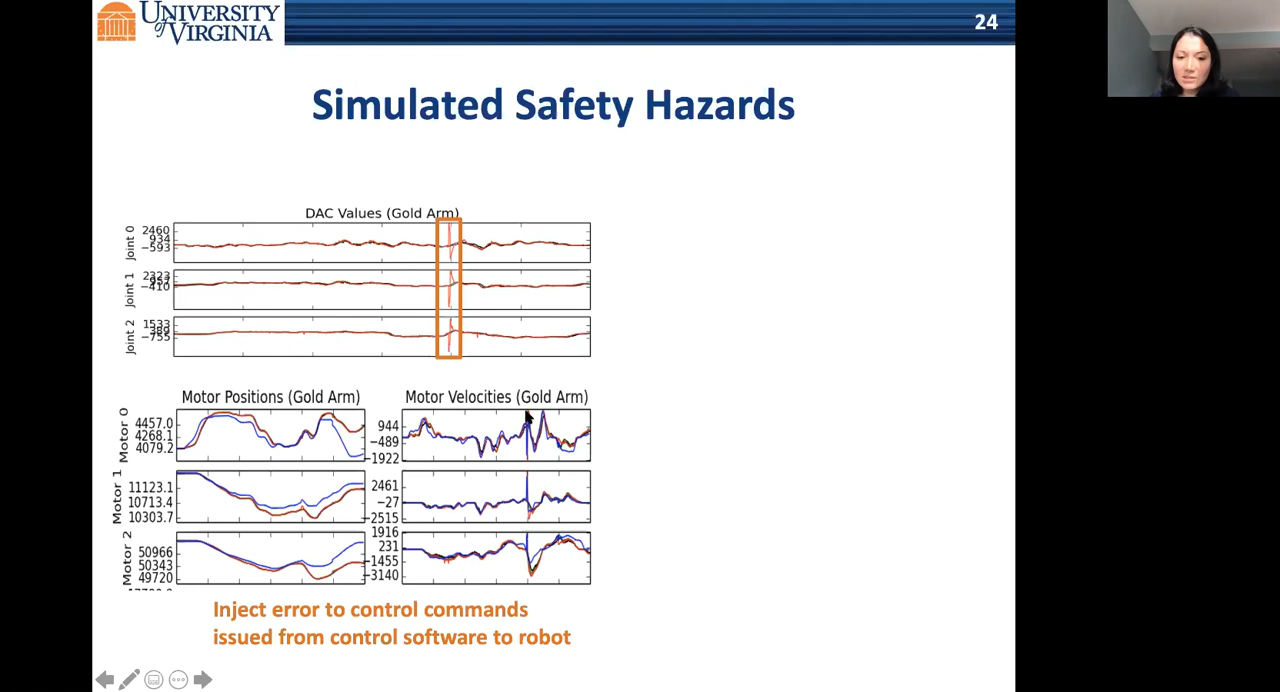 UNIVERSITY
of VIRGINIA
24
Simulated Safety Hazards
DAC Values (Gold Arm)
Joint 0
2460
934
−593
Joint 1
2323
−410
Joint 2
1533
−755
Motor Positions (Gold Arm)
Motor Velocities (Gold Arm)
Motor 0
4457.0
4268.1
4079.2
944
−489
−1922
Motor 1
11123.1
10713.4
10303.7
2461
−27
−2515
Motor 2
50966
50343
49720
1916
231
−1455
−3140
Inject error to control commands
issued from control software to robot